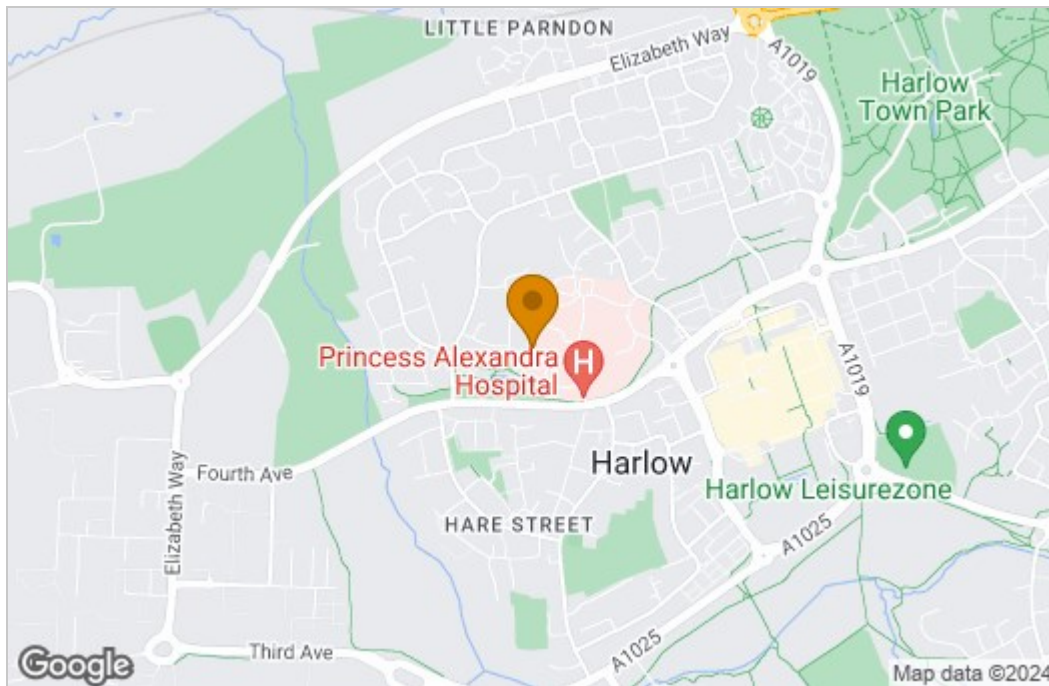 LITTLE PARNDON
Elizabeth Way
A1019
Harlow
Town Park
Princess Alexandra
Hospital
H
A1019
Fourth Ave
Harlow
Harlow Leisurezone
HARE STREET
Elizabeth Way
A1025
Third Ave
A1025
Google
Map data ©2024